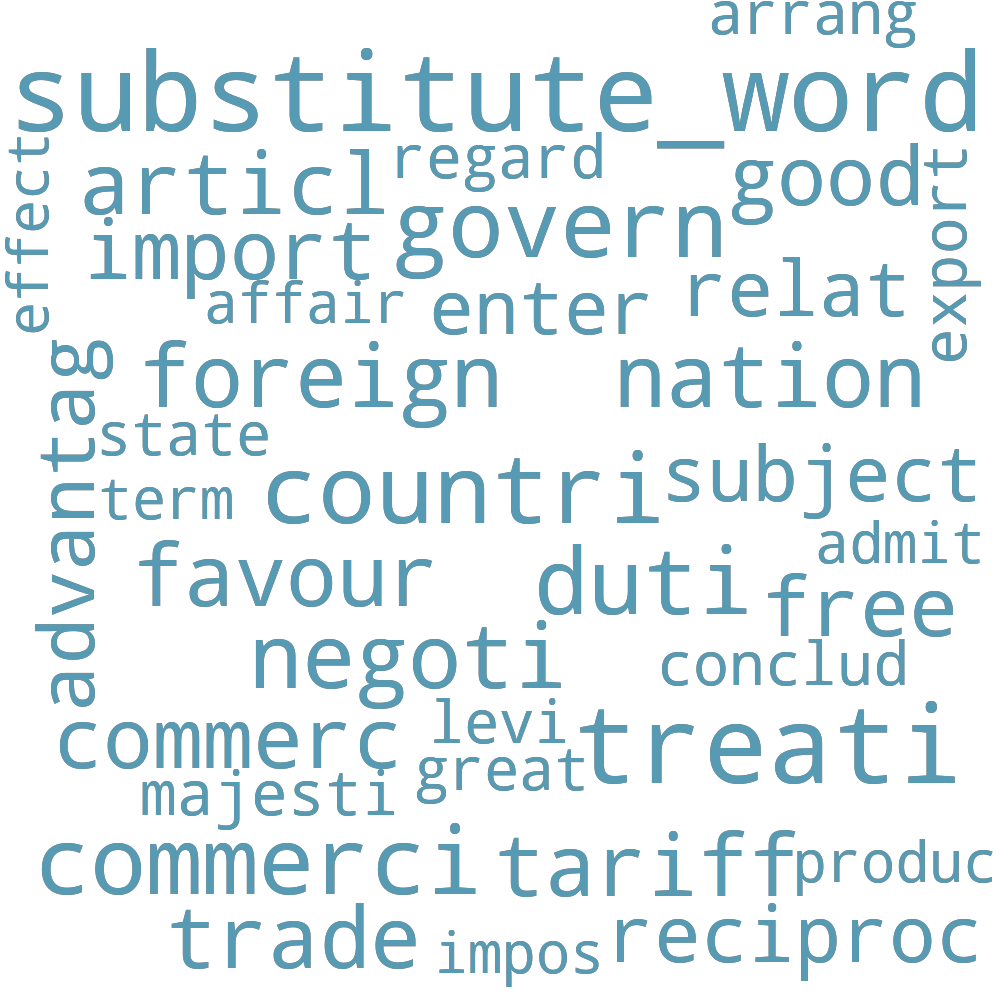 arrang
substitute_word
effect
articl
regard
good
export
import
govern
affair
enter
relat
advantag
foreign
nation
state
term
countri
subject
admit
favour
duti
free
negoti
conclud
commerc
levi
treati
great
majesti
commerci
tariff
produc
trade
impos
reciproc